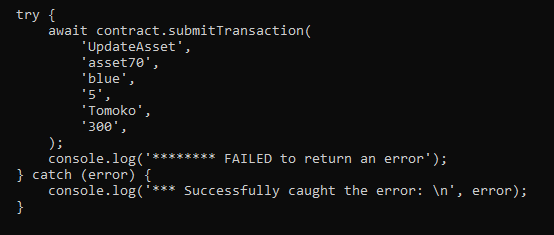 try {
    await contract.submitTransaction(
        'UpdateAsset',
        'asset70',
        'blue',
        '5',
        'Tomoko',
        '300',
    );
    console.log('******** FAILED to return an error');
} catch (error) {
    console.log('*** Successfully caught the error: \n', error);
}